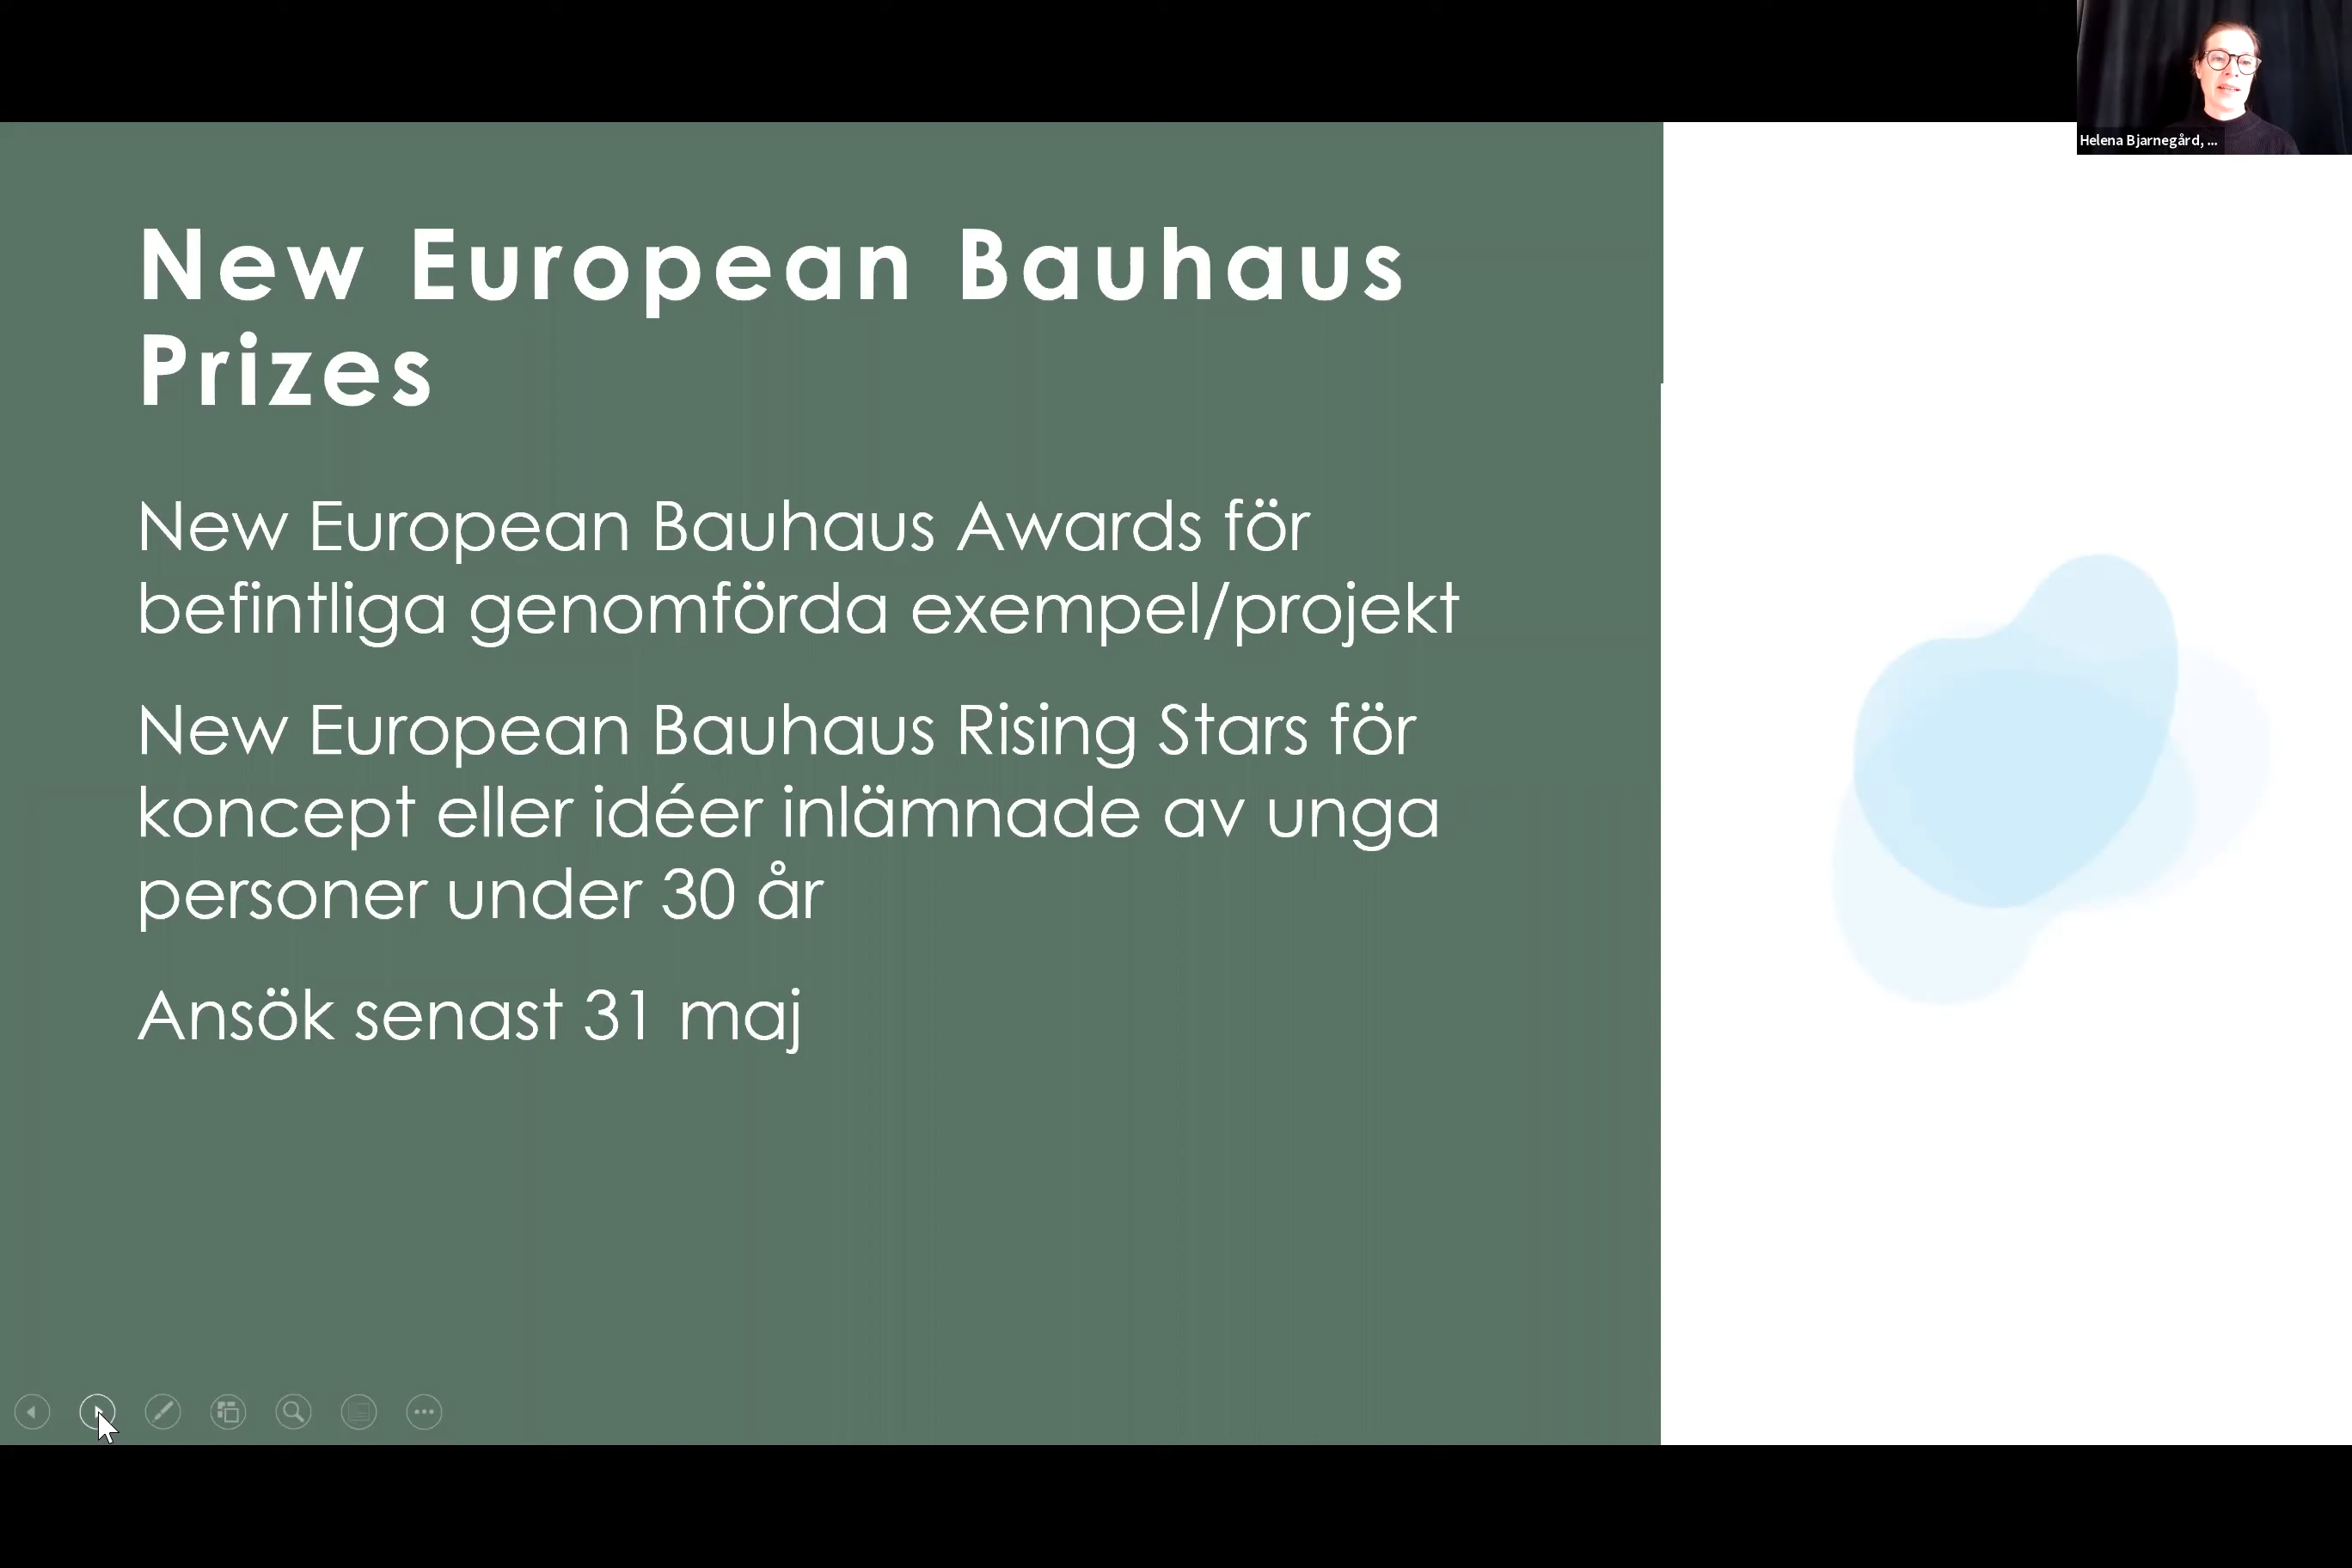 Helena Bjarnegård, ...
New European Bauhaus
Prizes
New European Bauhaus Awards för
befintliga genomförda exempel/projekt
New European Bauhaus Rising Stars för
koncept eller idéer inlämnade av unga
personer under 30 år
Ansök senast 31 maj